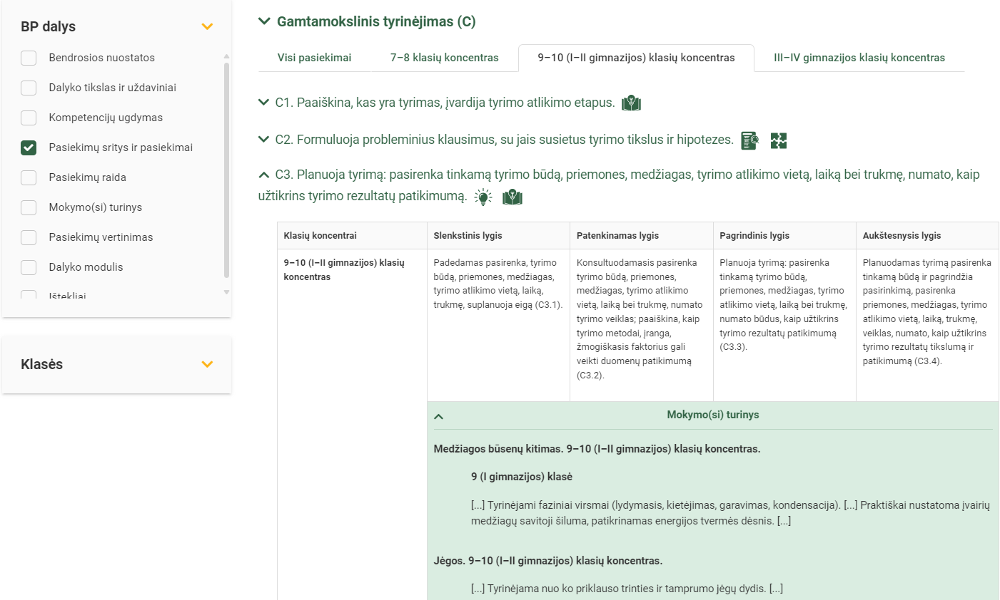 BP dalys
Bendrosios nuostatos
Dalyko tikslas ir uždaviniai
Kompetencijų ugdymas
Pasiekimų sritys ir pasiekimai
Pasiekimų raida
Mokymo(si) turinys
Pasiekimų vertinimas
Dalyko modulis
Ištekliai
Klasės
Gamtamokslinis tyrinėjimas (C)
Visi pasiekimai
7–8 klasių koncentras
9–10 (I–II gimnazijos) klasių koncentras
III–IV gimnazijos klasių koncentras
C1. Paaiškina, kas yra tyrimas, įvardija tyrimo atlikimo etapus.
C2. Formuluoja probleminius klausimus, su jais susietus tyrimo tikslus ir hipotezes.
C3. Planuoja tyrimą: pasirenka tinkamą tyrimo būdą, priemones, medžiagas, tyrimo atlikimo vietą, laiką bei trukmę, numato, kaip
užtikrins tyrimo rezultatų patikimumą.
Klasių koncentrai
Slenkstinis lygis
Patenkinamas lygis
Pagrindinis lygis
Aukštesnysis lygis
9–10 (I–II gimnazijos) klasių
koncentras
Padedamas pasirenka, tyrimo
būdą, priemones, medžiagas,
tyrimo atlikimo vietą, laiką,
trukmę, suplanuoja eigą (C3.1).
Konsultuodamasis pasirenka
tyrimo būdą, priemones,
medžiagas, tyrimo atlikimo
vietą, laiką bei trukmę, numato
tyrimo veiklas; paaiškina, kaip
tyrimo metodai, įranga,
žmogiškasis faktorius gali
veikti duomenų patikimumą
(C3.2).
Planuoja tyrimą: pasirenka
tinkamą tyrimo būdą,
priemones, medžiagas, tyrimo
atlikimo vietą, laiką bei trukmę,
numato būdus, kaip užtikrins
tyrimo rezultatų patikimumą
(C3.3).
Planuodamas tyrimą pasirenka
tinkamą būdą ir pagrindžia
pasirinkimą, pasirenka
priemones, medžiagas, tyrimo
atlikimo vietą, laiką, trukmę,
veiklas, numato, kaip užtikrins
tyrimo rezultatų tikslumą ir
patikimumą (C3.4).
Mokymo(si) turinys
Medžiagos būsenų kitimas. 9–10 (I–II gimnazijos) klasių koncentras.
9 (I gimnazijos) klasė
[...] Tyrinėjami faziniai virsmai (lydymasis, kietėjimas, garavimas, kondensacija). [...] Praktiškai nustatoma įvairių
medžiagų savitoji šiluma, patikrinamas energijos tvermės dėsnis. [...]
Jėgos. 9–10 (I–II gimnazijos) klasių koncentras.
[...] Tyrinėjama nuo ko priklauso trinties ir tamprumo jėgų dydis. [...]